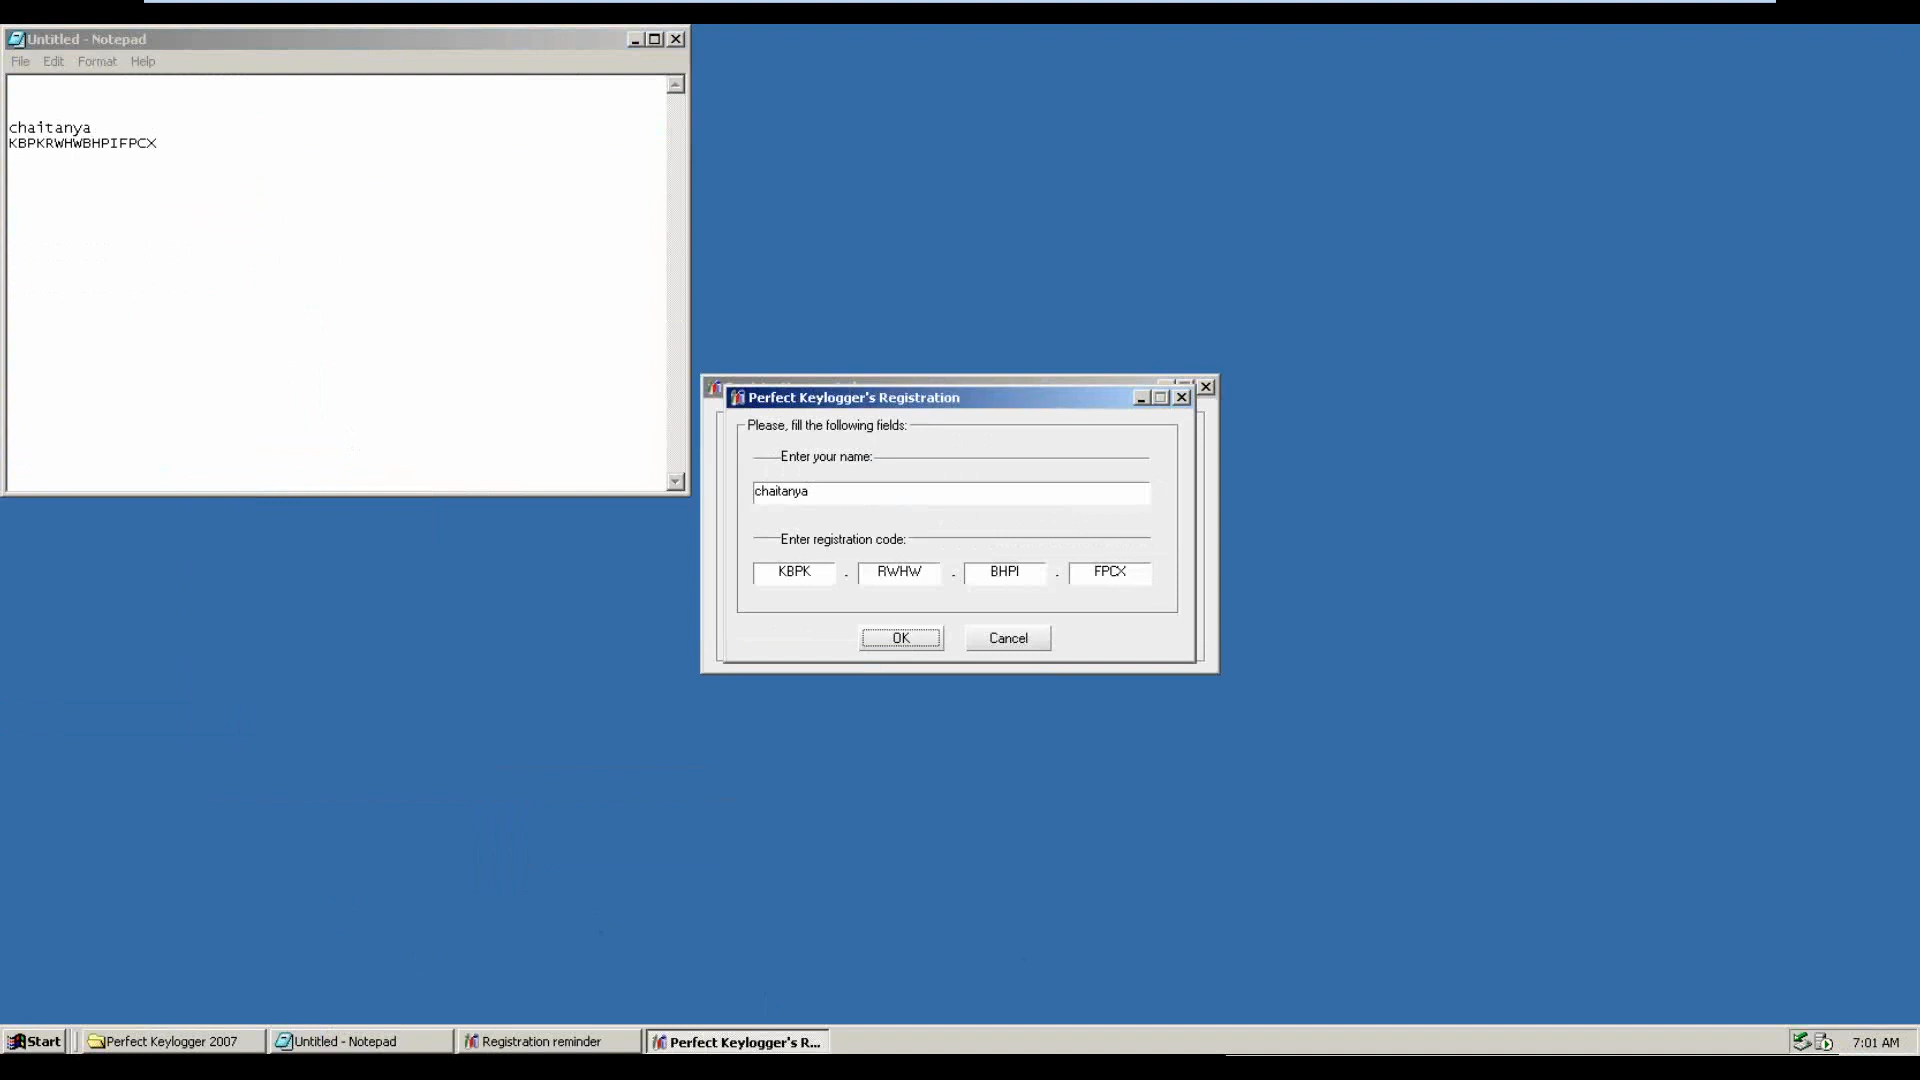 Untitled - Notepad
File Edit Format Help
chaitanya
KBPKRWHWBHPIFPCX
Perfect Keylogger's Registration
Please, fill the following fields:
Enter your name:
chaitanya
Enter registration code:
KBPK - RWHW - BHPI - FPCX
OK Cancel
Start Perfect Keylogger 2007 Untitled - Notepad Registration reminder Perfect Keylogger's R... 7:01 AM